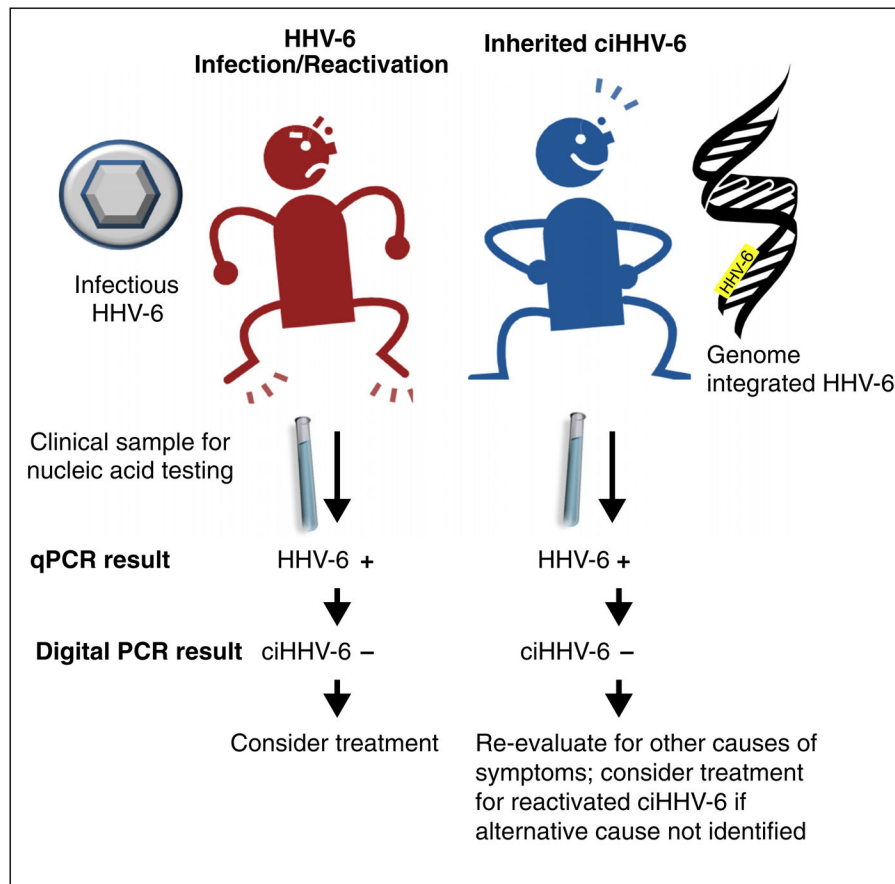 HHV-6
Infection/Reactivation
Inherited ciHHV-6
Infectious
HHV-6
HHV-6
Genome
integrated HHV-6
Clinical sample for
nucleic acid testing
qPCR result
HHV-6 +
HHV-6 +
Digital PCR result
ciHHV-6 –
ciHHV-6 –
Consider treatment
Re-evaluate for other causes of
symptoms; consider treatment
for reactivated ciHHV-6 if
alternative cause not identified